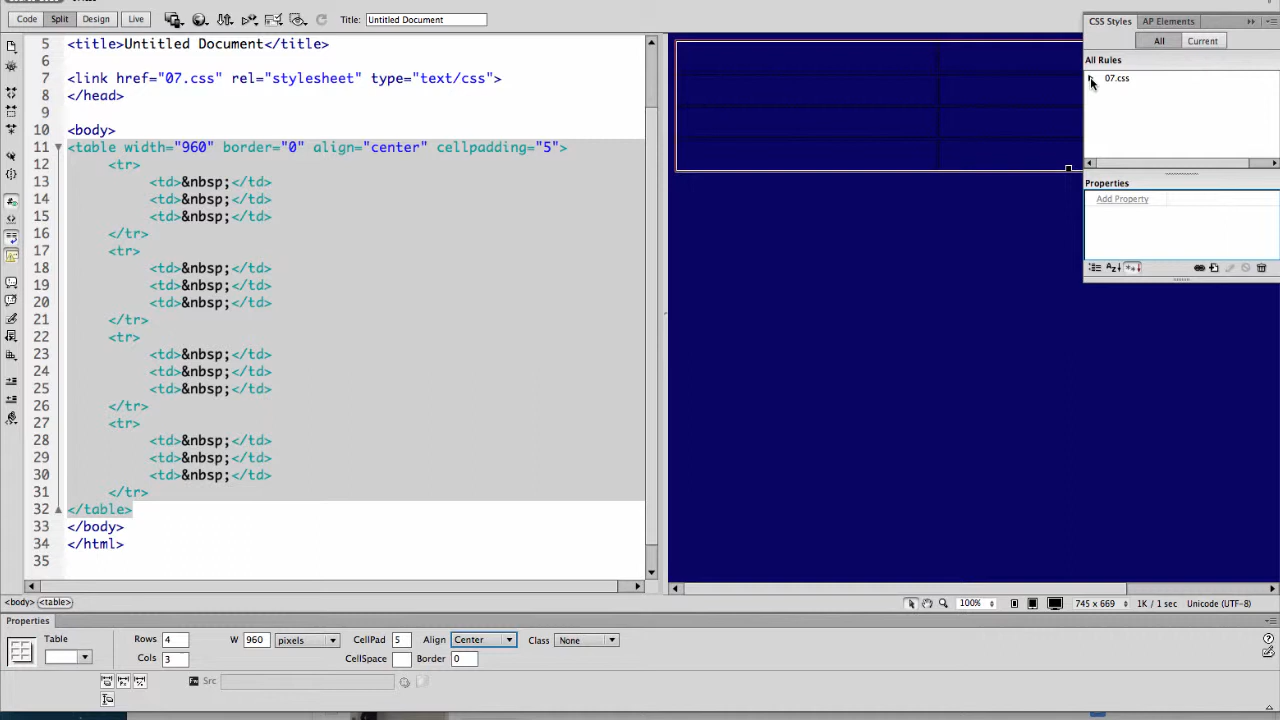 Code Split Design Live Title: Untitled Document
CSS Styles AP Elements
All Current
All Rules
07.css
Properties
Add Property
5 <title>Untitled Document</title>
6
7 <link href="07.css" rel="stylesheet" type="text/css">
8 </head>
9
10 <body>
11 <table width="960" border="0" align="center" cellpadding="5">
12 <tr>
13 <td>&nbsp;</td>
14 <td>&nbsp;</td>
15 <td>&nbsp;</td>
16 </tr>
17 <tr>
18 <td>&nbsp;</td>
19 <td>&nbsp;</td>
20 <td>&nbsp;</td>
21 </tr>
22 <tr>
23 <td>&nbsp;</td>
24 <td>&nbsp;</td>
25 <td>&nbsp;</td>
26 </tr>
27 <tr>
28 <td>&nbsp;</td>
29 <td>&nbsp;</td>
30 <td>&nbsp;</td>
31 </tr>
32 </table>
33 </body>
34 </html>
35
<body> <table> 100% 745 x 669 1K / 1 sec Unicode (UTF-8)
Properties
Table Rows 4 W 960 pixels CellPad 5 Align Center Class None
Cols 3 CellSpace Border 0
Src